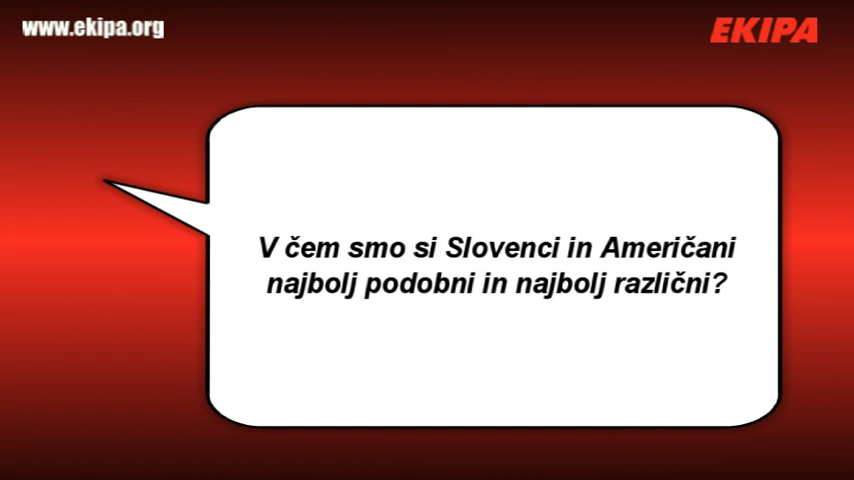 www.ekipa.org
EKIPA
V čem smo si Slovenci in Američani
najbolj podobni in najbolj različni?